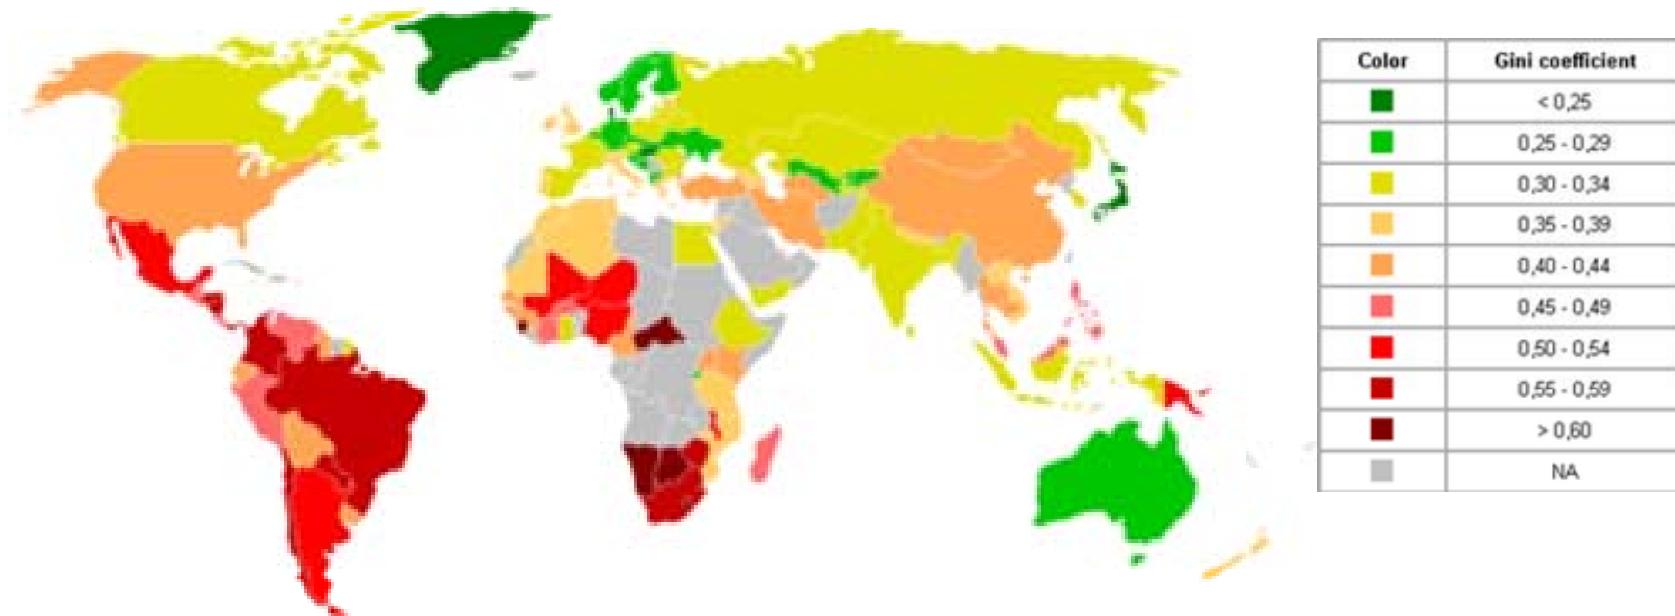 Color Gini coefficient
< 0,25
0,25 - 0,29
0,30 - 0,34
0,35 - 0,39
0,40 - 0,44
0,45 - 0,49
0,50 - 0,54
0,55 - 0,59
> 0,60
NA